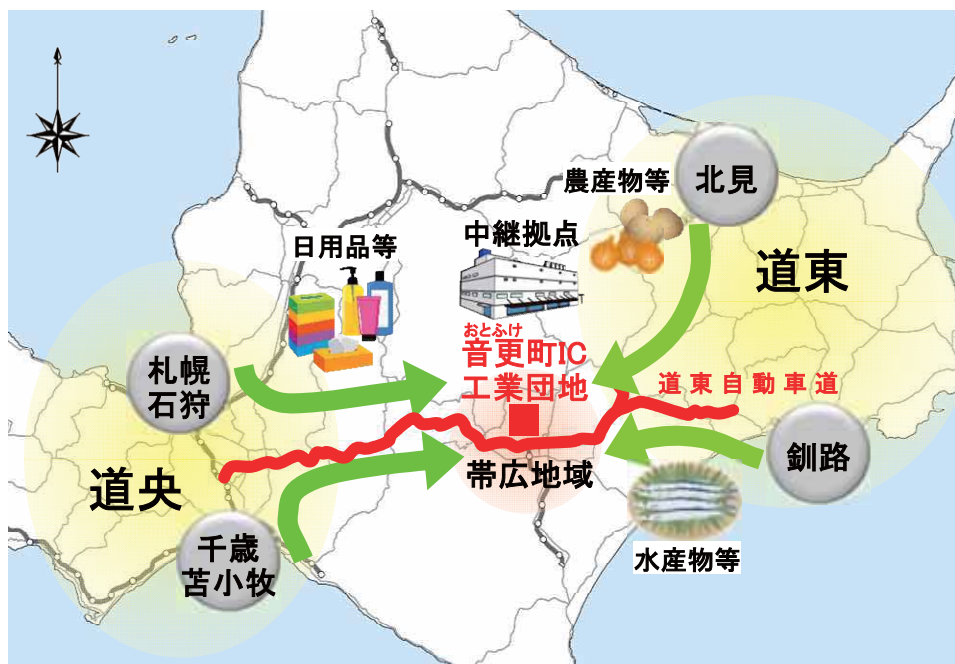 北見
農産物等
中継拠点
日用品等
道東
おとふけ
音更町IC
工業団地
札幌
石狩
道東自動車道
帯広地域
釧路
道央
千歳
苫小牧
水産物等